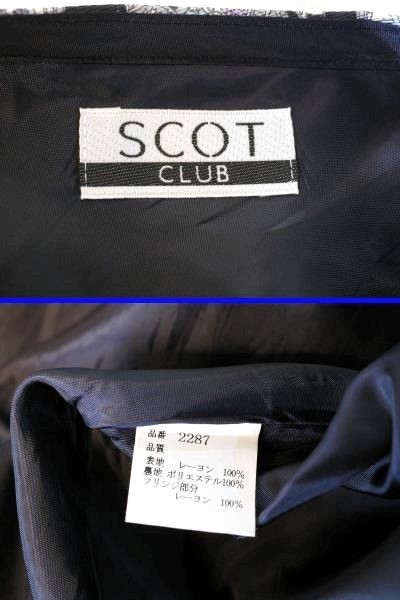 SCOT
CLUB
品番 2287
品質
表地 レーヨン 100%
裏地 ポリエステル100%
フリンジ部分
レーヨン 100%